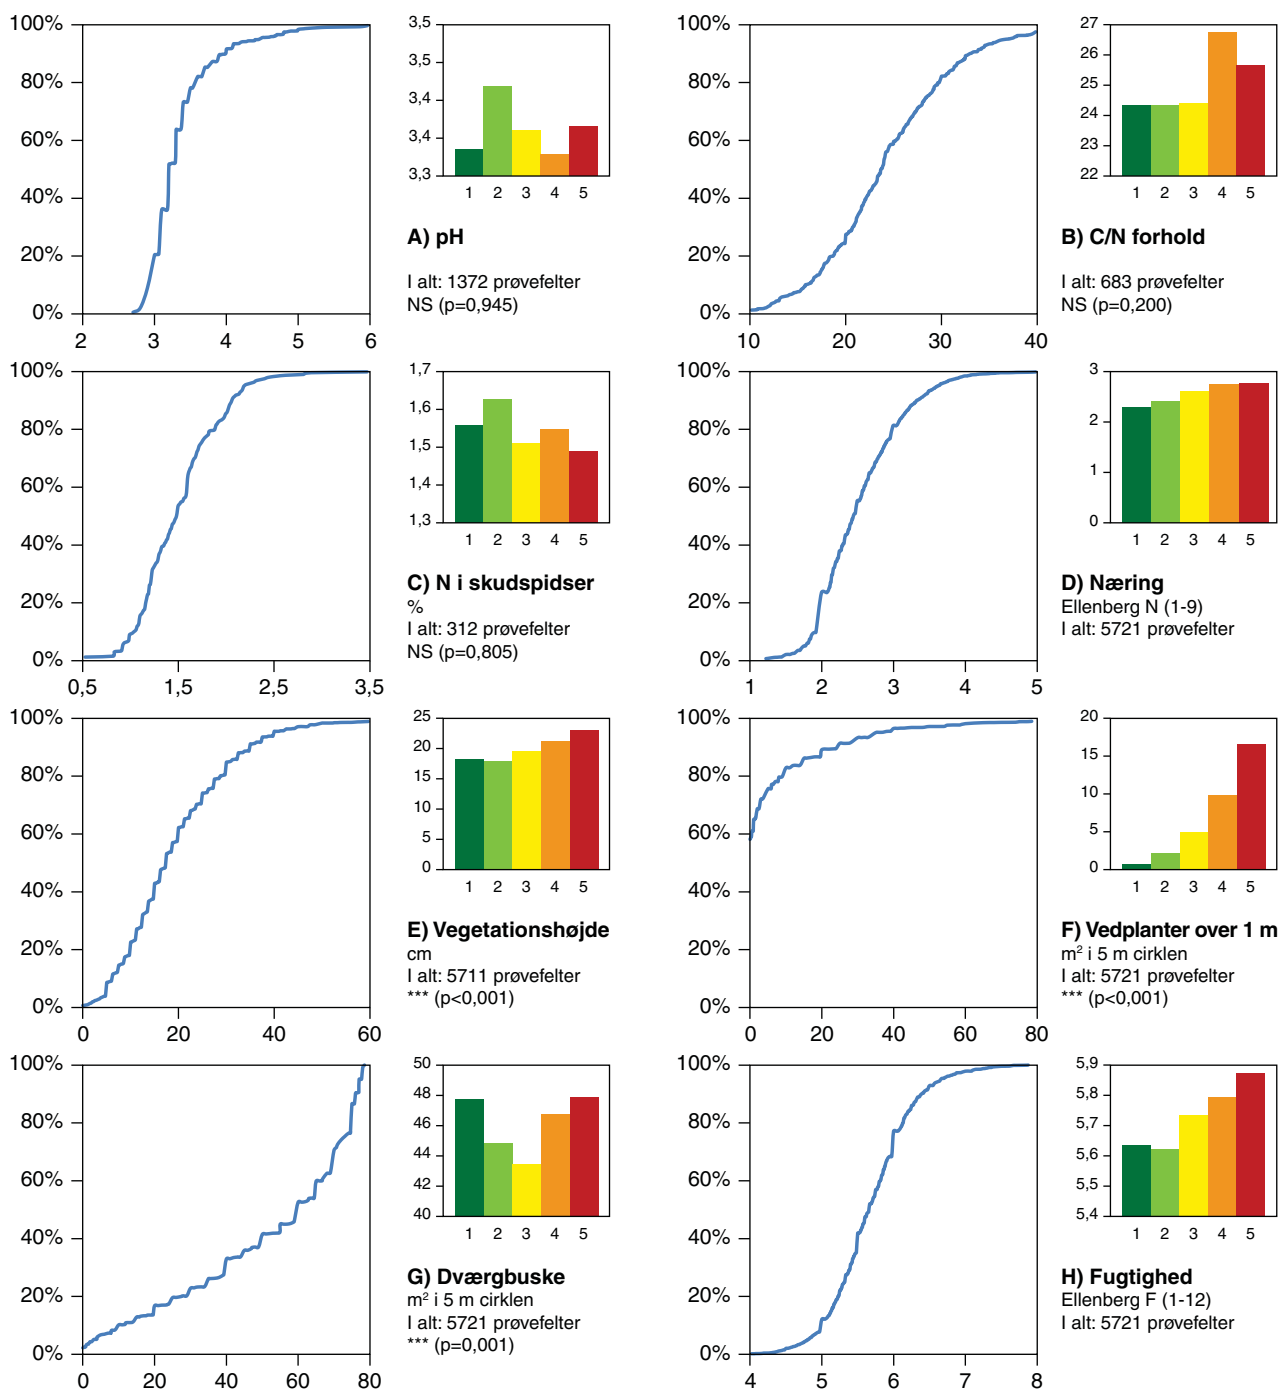 100%
80%
60%
40%
20%
0%
2 3 4 5 6
3,5
3,5
3,4
3,4
3,3
1 2 3 4 5
A) pH
I alt: 1372 prøvefelter
NS (p=0,945)
100%
80%
60%
40%
20%
0%
10 20 30 40
27
26
25
24
23
22
1 2 3 4 5
B) C/N forhold
I alt: 683 prøvefelter
NS (p=0,200)
100%
80%
60%
40%
20%
0%
0,5 1,5 2,5 3,5
1,7
1,6
1,5
1,4
1,3
1 2 3 4 5
C) N i skudspidser
%
I alt: 312 prøvefelter
NS (p=0,805)
100%
80%
60%
40%
20%
0%
1 2 3 4 5
3
2
1
0
1 2 3 4 5
D) Næring
Ellenberg N (1-9)
I alt: 5721 prøvefelter
100%
80%
60%
40%
20%
0%
0 20 40 60
25
20
15
10
5
0
1 2 3 4 5
E) Vegetationshøjde
cm
I alt: 5711 prøvefelter
*** (p<0,001)
100%
80%
60%
40%
20%
0%
0 20 40 60 80
20
15
10
5
0
1 2 3 4 5
F) Vedplanter over 1 m
m² i 5 m cirklen
I alt: 5721 prøvefelter
*** (p<0,001)
100%
80%
60%
40%
20%
0%
0 20 40 60 80
50
48
46
44
42
40
1 2 3 4 5
G) Dværgbuske
m² i 5 m cirklen
I alt: 5721 prøvefelter
*** (p=0,001)
100%
80%
60%
40%
20%
0%
4 5 6 7 8
5,9
5,8
5,7
5,6
5,5
5,4
1 2 3 4 5
H) Fugtighed
Ellenberg F (1-12)
I alt: 5721 prøvefelter